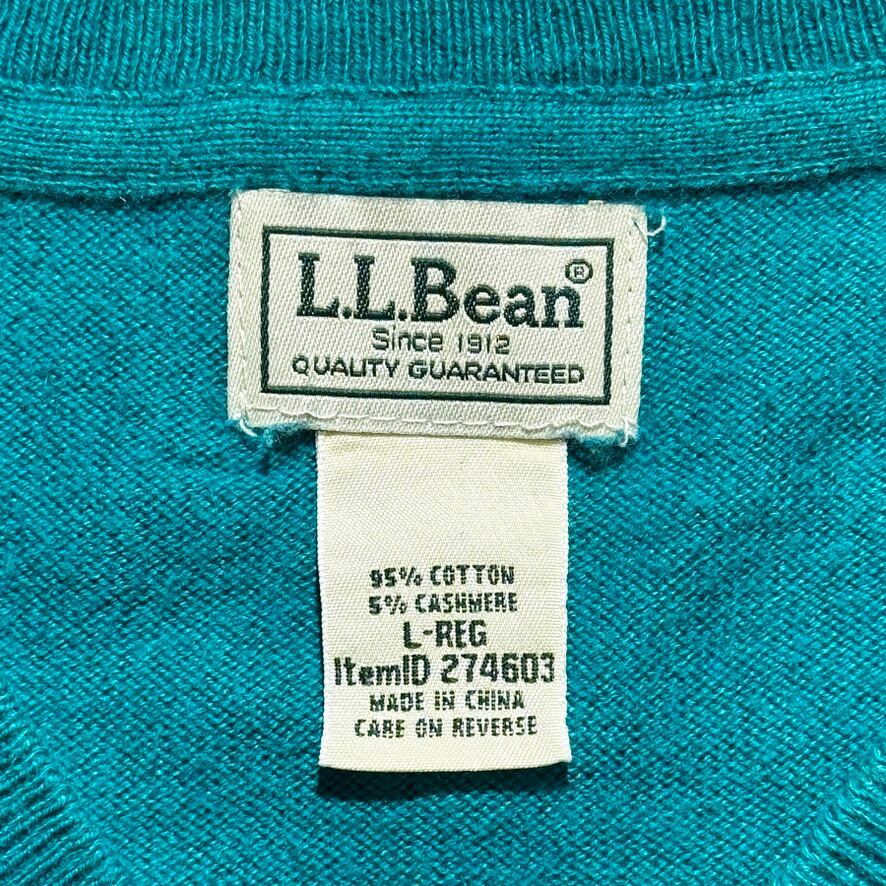 L.L.Bean®
Since 1912
QUALITY GUARANTEED
95% COTTON
5% CASHMERE
L-REG
ItemID 274603
MADE IN CHINA
CARE ON REVERSE